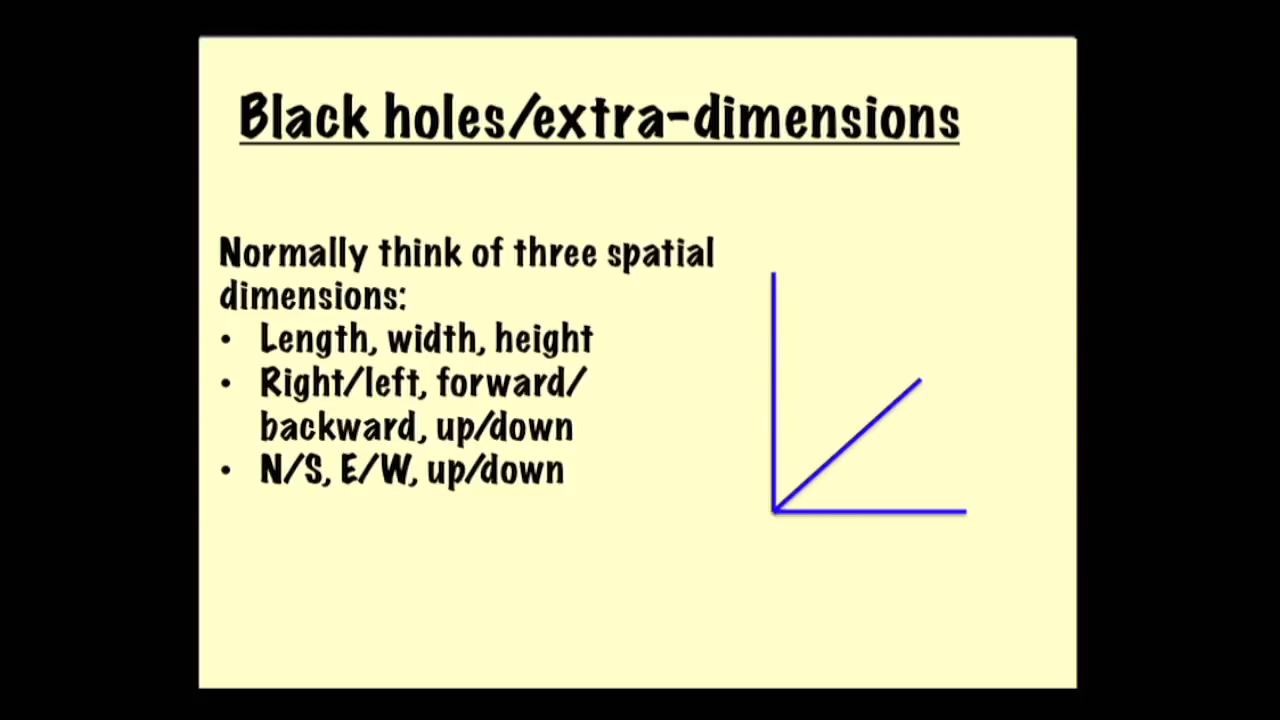 Black holes/extra-dimensions
Normally think of three spatial
dimensions:
• Length, width, height
• Right/left, forward/
backward, up/down
• N/S, E/W, up/down